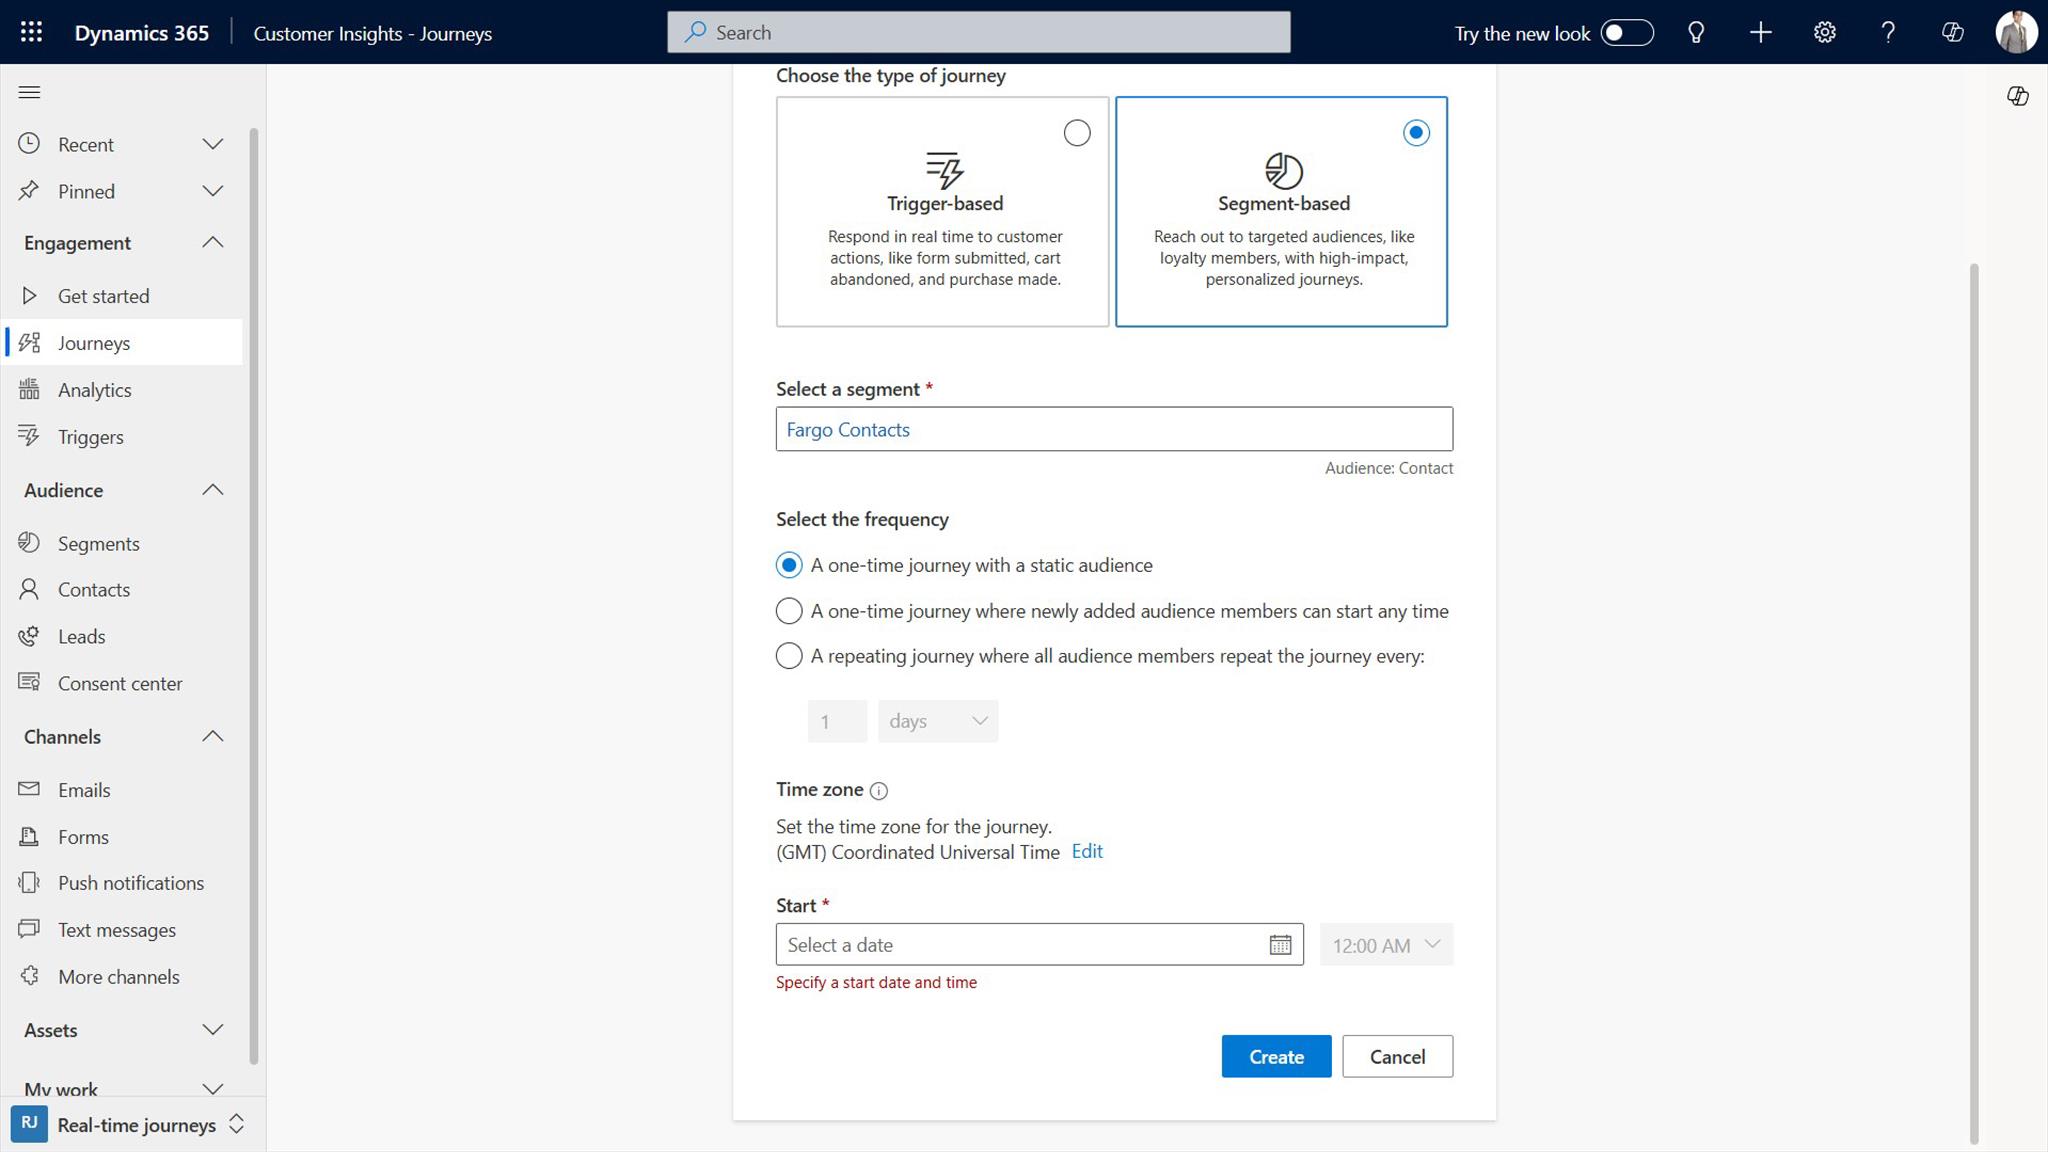 Dynamics 365
Customer Insights - Journeys
Search
Try the new look
Recent
Pinned
Engagement
Get started
Journeys
Analytics
Triggers
Audience
Segments
Contacts
Leads
Consent center
Channels
Emails
Forms
Push notifications
Text messages
More channels
Assets
My work
RJ
Real-time journeys
Choose the type of journey
Trigger-based
Respond in real time to customer
actions, like form submitted, cart
abandoned, and purchase made.
Segment-based
Reach out to targeted audiences, like
loyalty members, with high-impact,
personalized journeys.
Select a segment *
Fargo Contacts
Audience: Contact
Select the frequency
A one-time journey with a static audience
A one-time journey where newly added audience members can start any time
A repeating journey where all audience members repeat the journey every:
1 days
Time zone
Set the time zone for the journey.
(GMT) Coordinated Universal Time Edit
Start *
Select a date
12:00 AM
Specify a start date and time
Create
Cancel